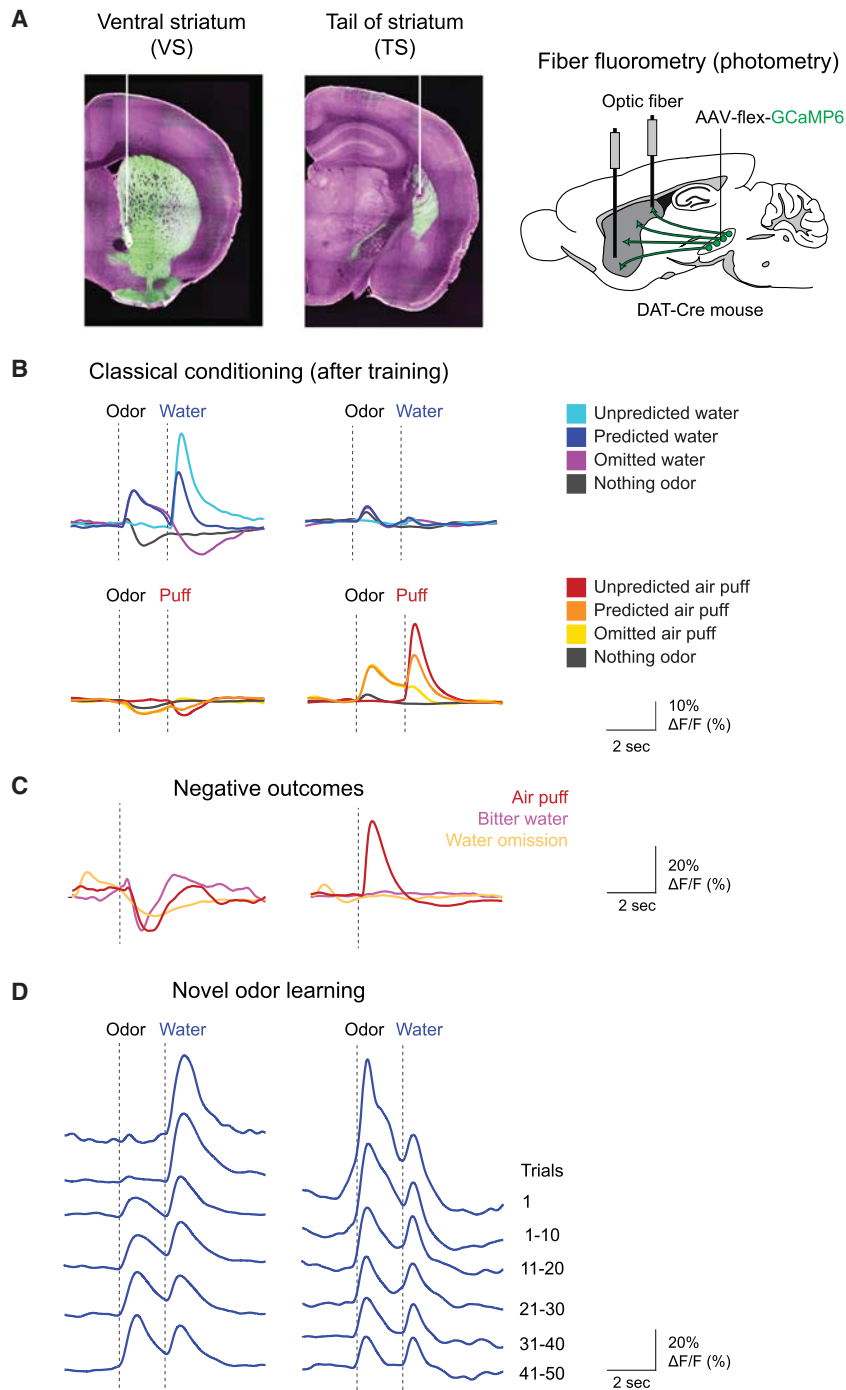 A
Ventral striatum
(VS)
Tail of striatum
(TS)
Fiber fluorometry (photometry)
Optic fiber
AAV-flex-GCaMP6
DAT-Cre mouse
B
Classical conditioning (after training)
Odor Water
Odor Water
Unpredicted water
Predicted water
Omitted water
Nothing odor
Odor Puff
Odor Puff
Unpredicted air puff
Predicted air puff
Omitted air puff
Nothing odor
10%
ΔF/F (%)
2 sec
C
Negative outcomes
Air puff
Bitter water
Water omission
20%
ΔF/F (%)
2 sec
D
Novel odor learning
Odor Water
Odor Water
Trials
1
1-10
11-20
21-30
31-40
41-50
20%
ΔF/F (%)
2 sec